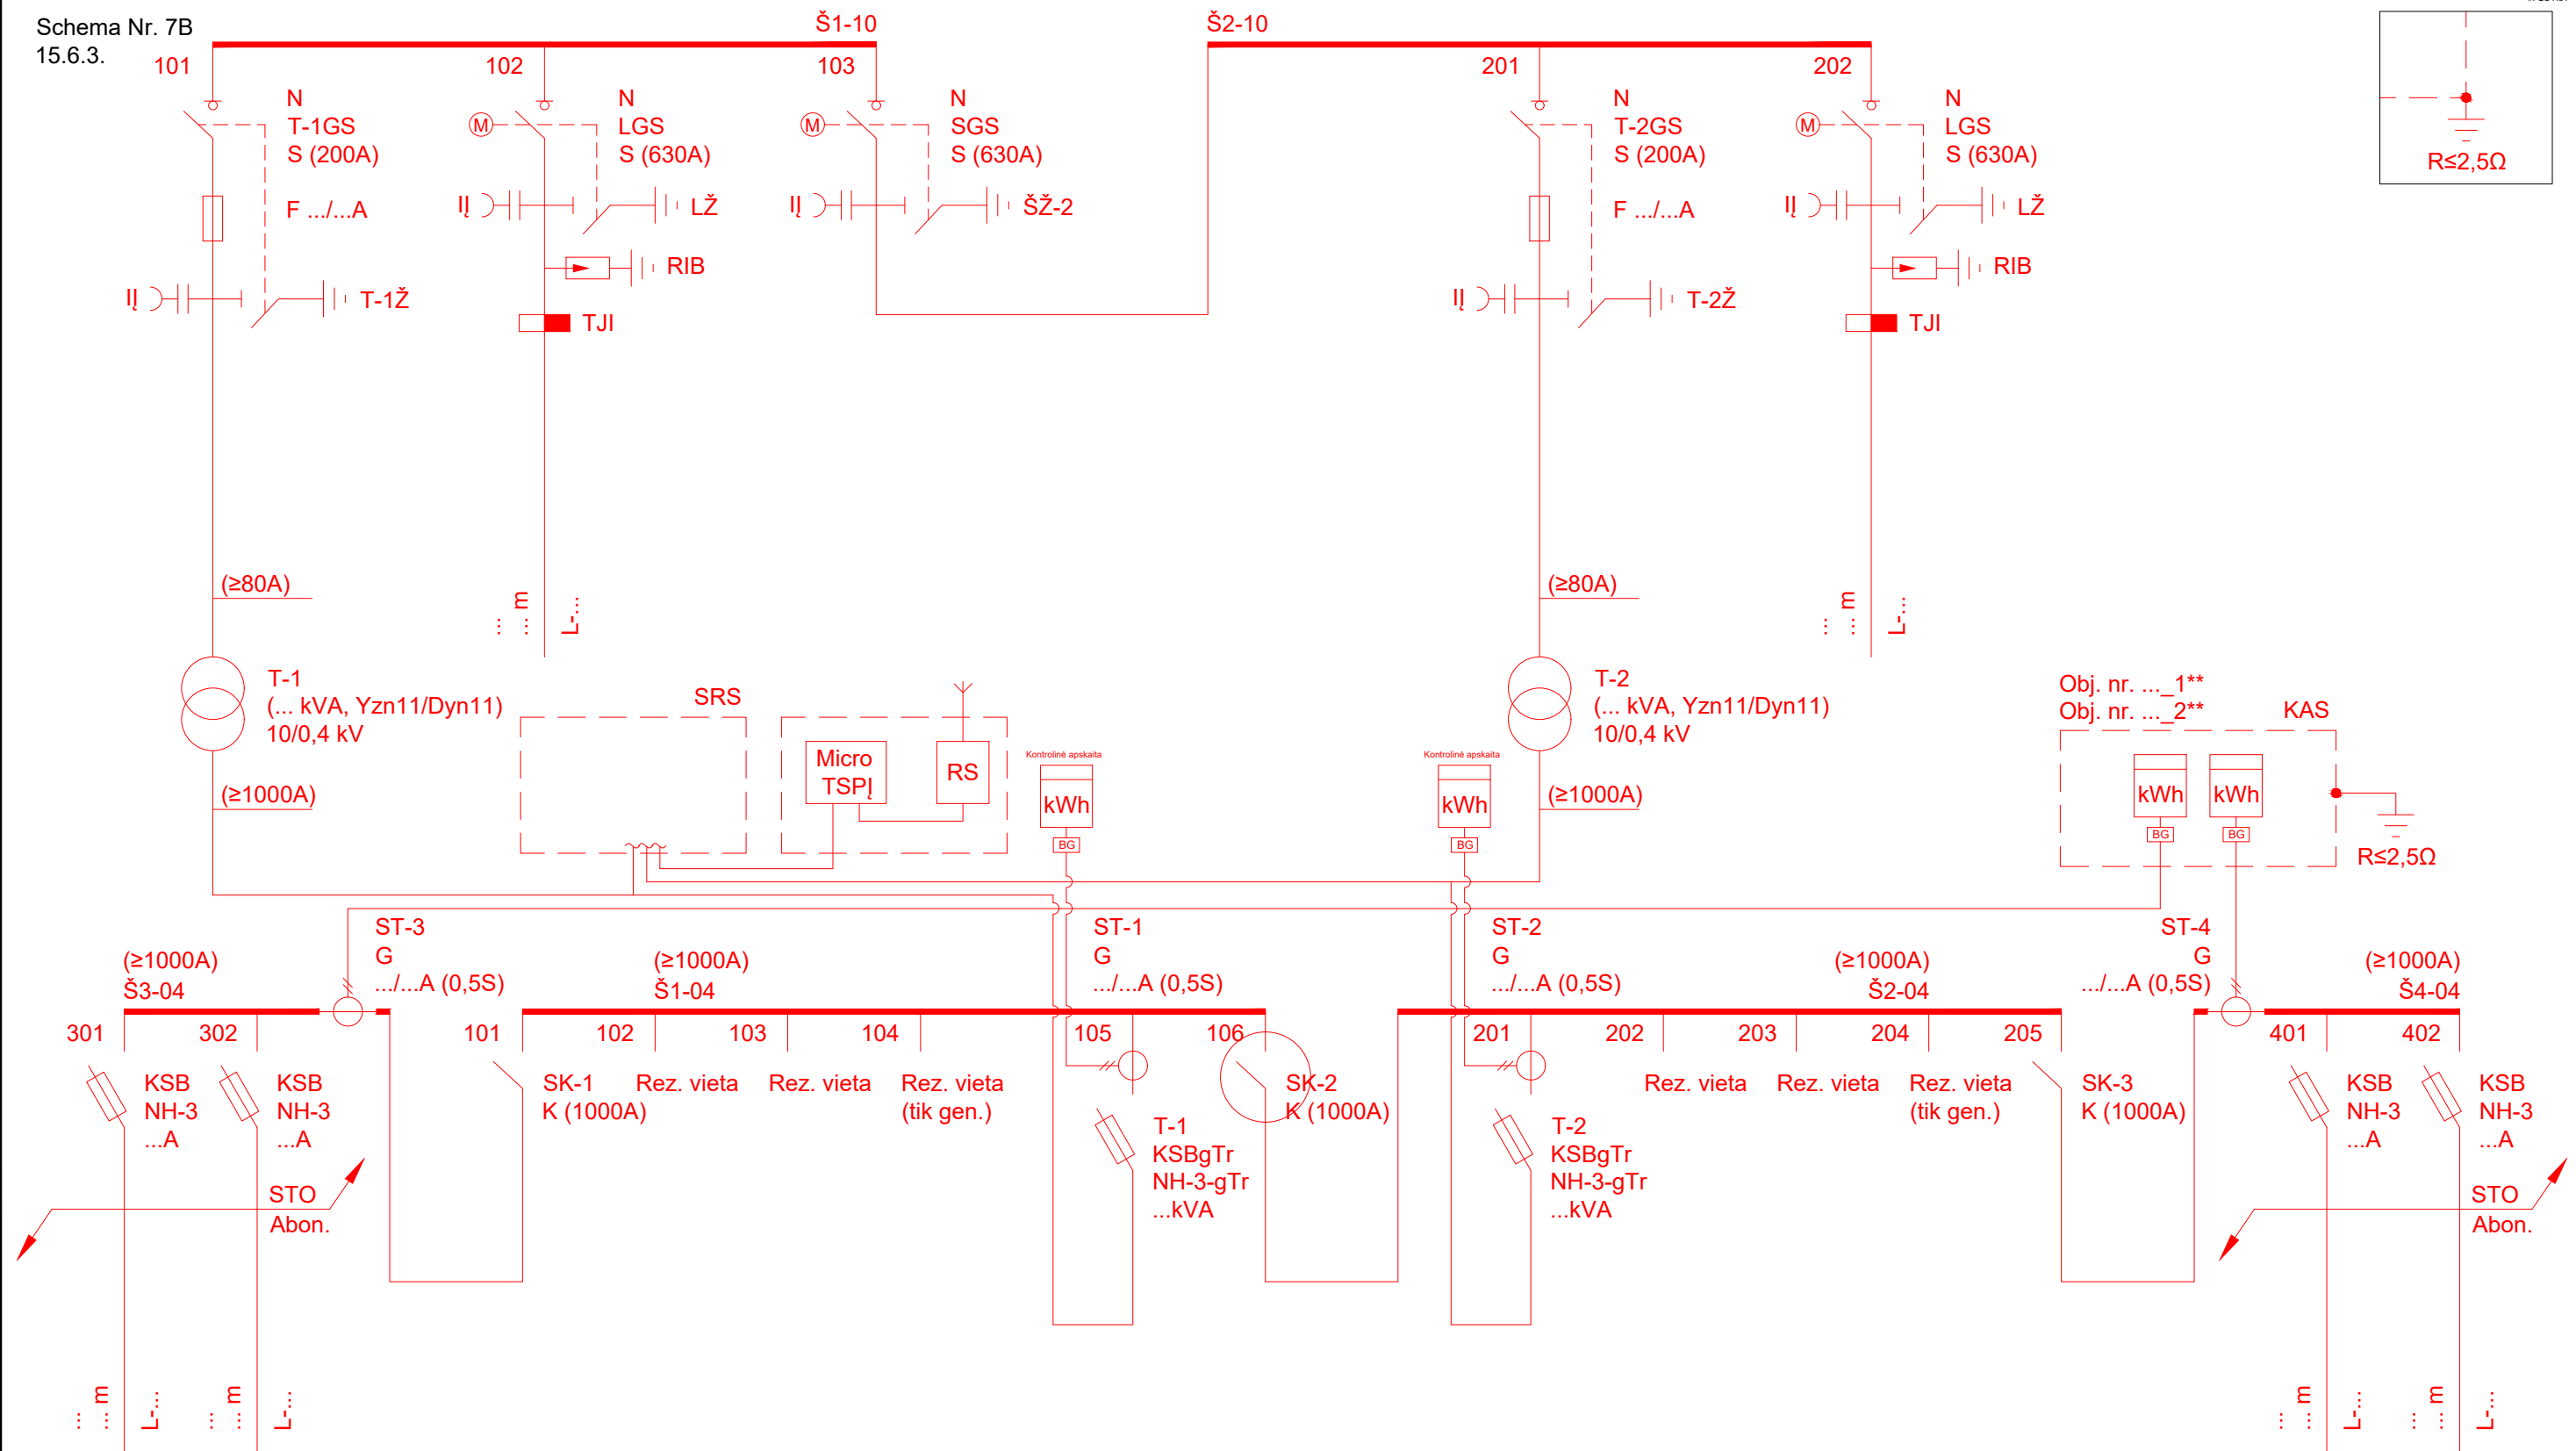 Schema Nr. 7B
15.6.3.
Š1-10
Š2-10
101
102
103
201
202
N
T-1GS
S (200A)
F .../...A
IĮ
T-1Ž
M
N
LGS
S (630A)
IĮ
LŽ
RIB
TJI
M
N
SGS
S (630A)
IĮ
ŠŽ-2
N
T-2GS
S (200A)
F .../...A
IĮ
T-2Ž
M
N
LGS
S (630A)
IĮ
LŽ
RIB
TJI
R≤2,5Ω
(≥80A)
... 
... m
L-...
(≥80A)
...
... m
L-...
T-1
(... kVA, Yzn11/Dyn11)
10/0,4 kV
(≥1000A)
SRS
Micro
TSPĮ
RS
Kontrolinė apskaita
kWh
BG
T-2
(... kVA, Yzn11/Dyn11)
10/0,4 kV
(≥1000A)
Kontrolinė apskaita
kWh
BG
Obj. nr. ..._1**
Obj. nr. ..._2**
KAS
kWh
kWh
BG
BG
R≤2,5Ω
ST-3
G
.../...A (0,5S)
ST-1
G
.../...A (0,5S)
ST-2
G
.../...A (0,5S)
ST-4
G
.../...A (0,5S)
(≥1000A)
Š3-04
(≥1000A)
Š1-04
(≥1000A)
Š2-04
(≥1000A)
Š4-04
301
302
101
102
103
104
105
106
201
202
203
204
205
401
402
KSB
NH-3
...A
KSB
NH-3
...A
SK-1
K (1000A)
Rez. vieta
Rez. vieta
Rez. vieta
(tik gen.)
T-1
KSBgTr
NH-3-gTr
...kVA
SK-2
K (1000A)
T-2
KSBgTr
NH-3-gTr
...kVA
Rez. vieta
Rez. vieta
Rez. vieta
(tik gen.)
SK-3
K (1000A)
KSB
NH-3
...A
KSB
NH-3
...A
STO
Abon.
STO
Abon.
...
... m
L-...
...
... m
L-...
...
... m
L-...
...
... m
L-...